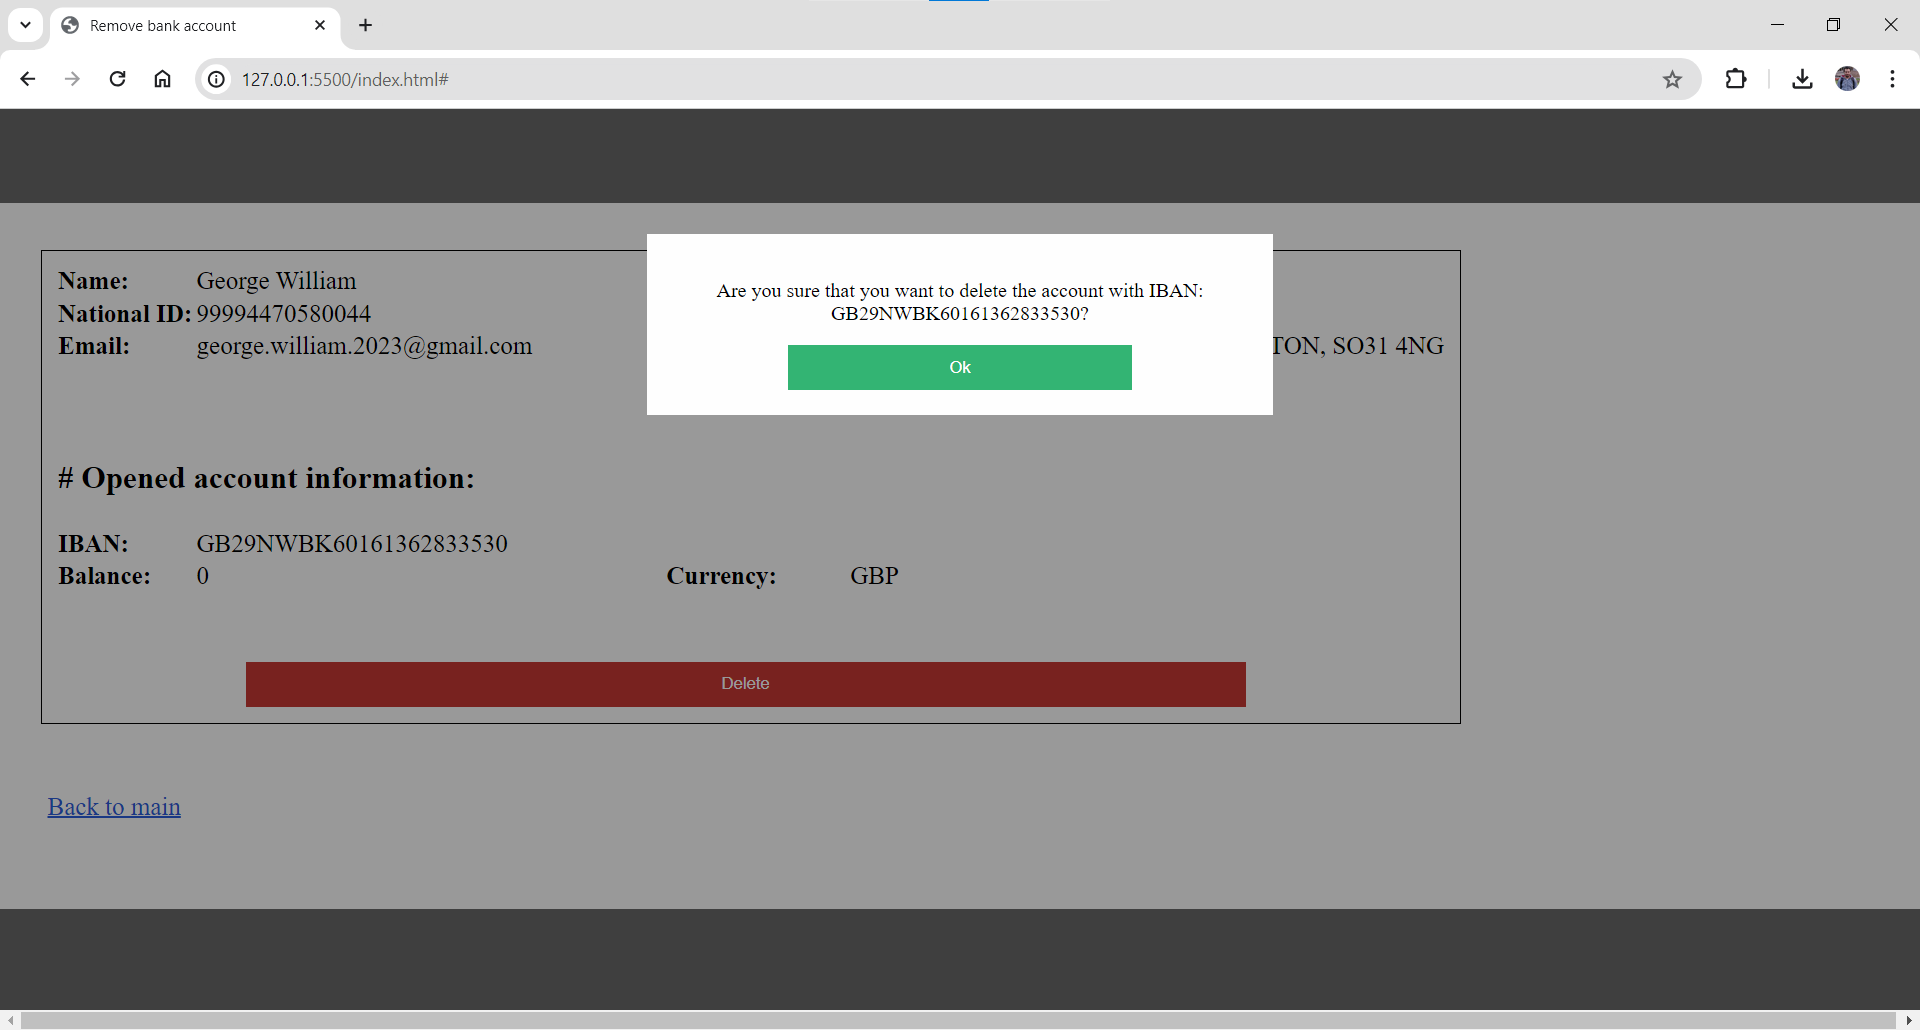 Remove bank account
127.0.0.1:5500/index.html#
Are you sure that you want to delete the account with IBAN:
GB29NWBK60161362833530?
Ok
Name: George William
National ID: 99994470580044
Email: george.william.2023@gmail.com TON, SO31 4NG
# Opened account information:
IBAN: GB29NWBK60161362833530
Balance: 0 Currency: GBP
Delete
Back to main